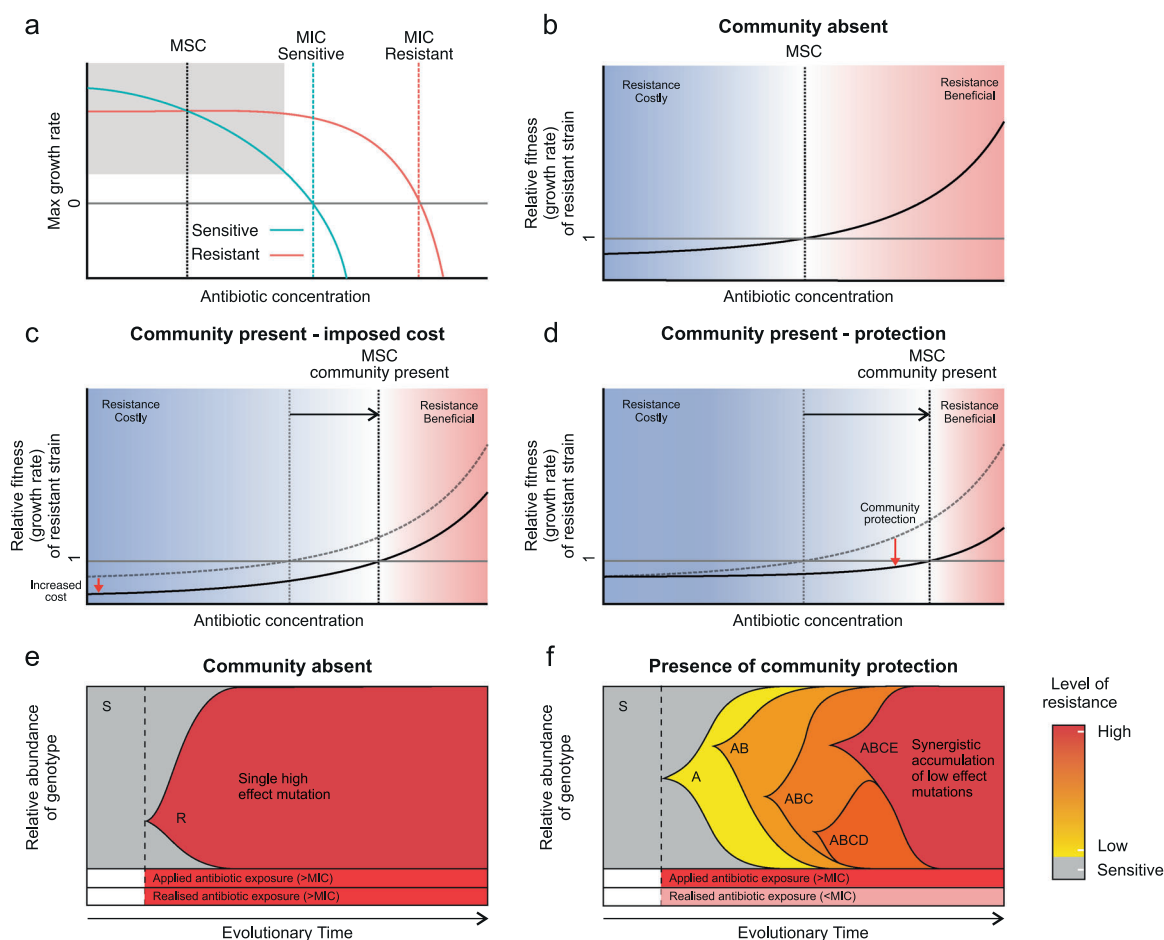 a
MSC
MIC
Sensitive
MIC
Resistant
Max growth rate
0
Sensitive
Resistant
Antibiotic concentration
b
Community absent
MSC
Resistance
Costly
Resistance
Beneficial
Relative fitness
(growth rate)
of resistant strain
1
Antibiotic concentration
c
Community present - imposed cost
MSC
community present
Resistance
Costly
Resistance
Beneficial
Relative fitness
(growth rate)
of resistant strain
1
Increased
cost
Antibiotic concentration
d
Community present - protection
MSC
community present
Resistance
Costly
Resistance
Beneficial
Community
protection
Relative fitness
(growth rate)
of resistant strain
1
Antibiotic concentration
e
Community absent
S
Single high
effect mutation
R
Relative abundance
of genotype
Applied antibiotic exposure (>MIC)
Realised antibiotic exposure (>MIC)
Evolutionary Time
f
Presence of community protection
S
A
AB
ABC
ABCD
ABCE
Synergistic
accumulation
of low effect
mutations
Relative abundance
of genotype
Applied antibiotic exposure (>MIC)
Realised antibiotic exposure (<MIC)
Evolutionary Time
Level of
resistance
High
Low
Sensitive